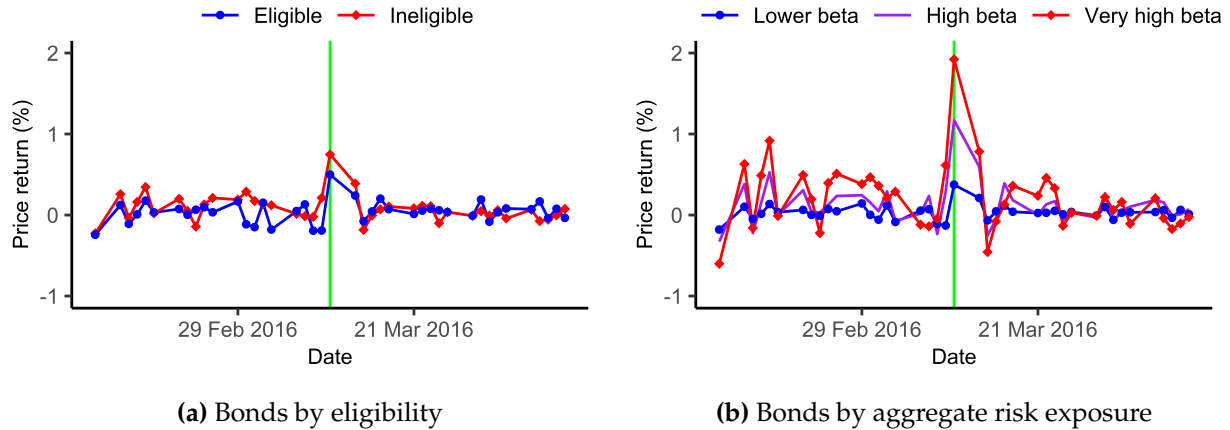 Eligible Ineligible
Price return (%)
2
1
0
-1
29 Feb 2016 21 Mar 2016
Date
(a) Bonds by eligibility
Lower beta High beta Very high beta
Price return (%)
2
1
0
-1
29 Feb 2016 21 Mar 2016
Date
(b) Bonds by aggregate risk exposure